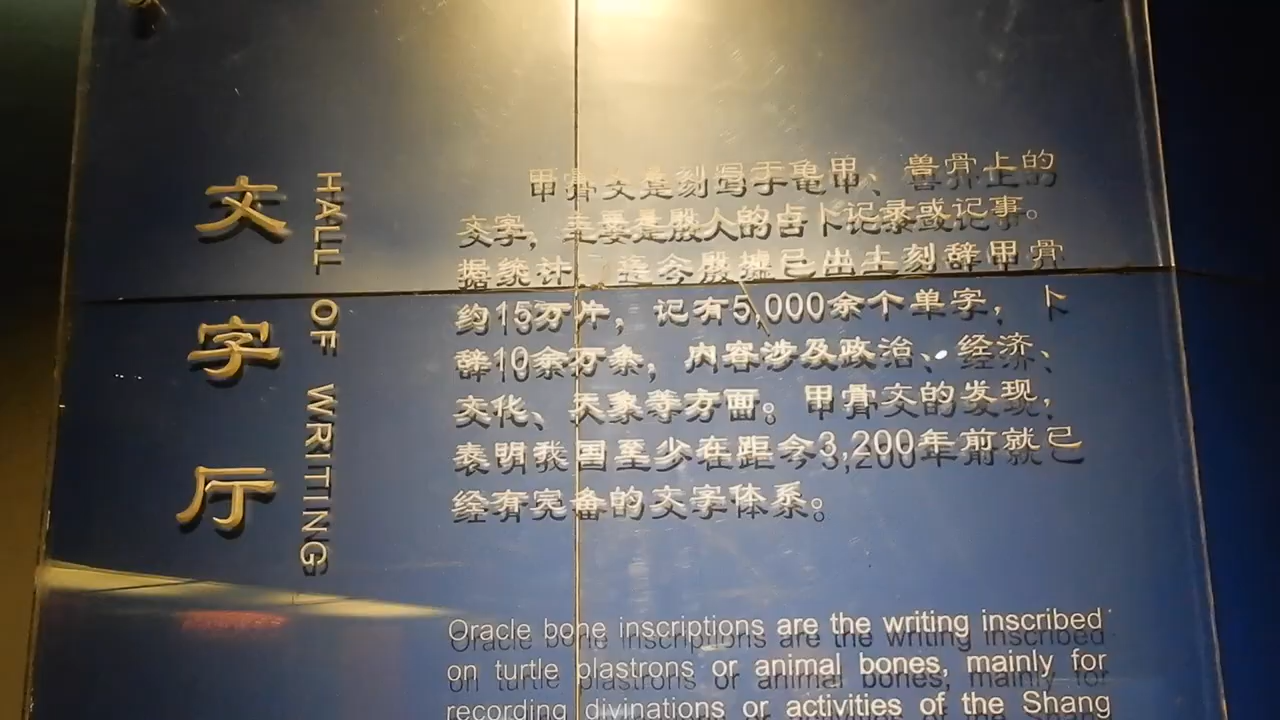 文字厅
HALL OF WRITING
甲骨文是刻写于龟甲、兽骨上的
文字，主要是殷人的占卜记录或记事。
据统计，迄今殷墟已出土刻辞甲骨
约15万片，记有5,000余个单字，卜
辞10余万条，内容涉及政治、经济、
文化、天象等方面。甲骨文的发现，
表明我国至少在距今3,200年前就已
经有完备的文字体系。
Oracle bone inscriptions are the writing inscribed
on turtle plastrons or animal bones, mainly for
recording divinations or activities of the Shang